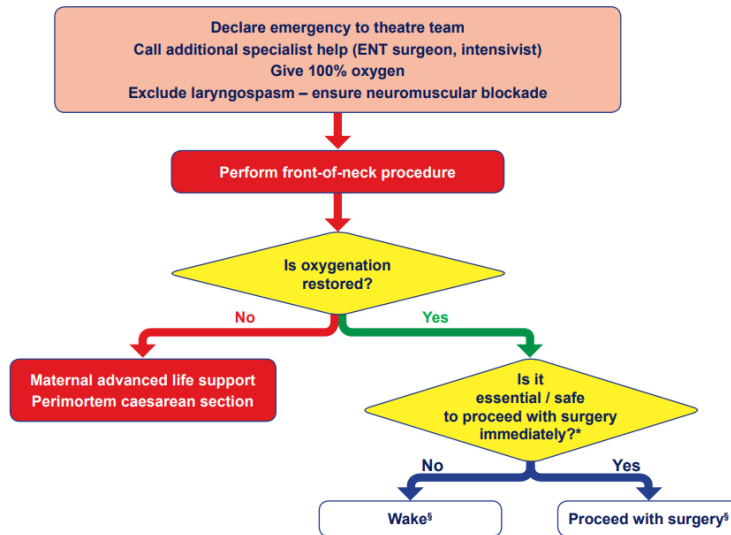 Declare emergency to theatre team
Call additional specialist help (ENT surgeon, intensivist)
Give 100% oxygen
Exclude laryngospasm – ensure neuromuscular blockade
Perform front-of-neck procedure
Is oxygenation
restored?
No
Yes
Maternal advanced life support
Perimortem caesarean section
Is it
essential / safe
to proceed with surgery
immediately?*
No
Yes
Wake§
Proceed with surgery§